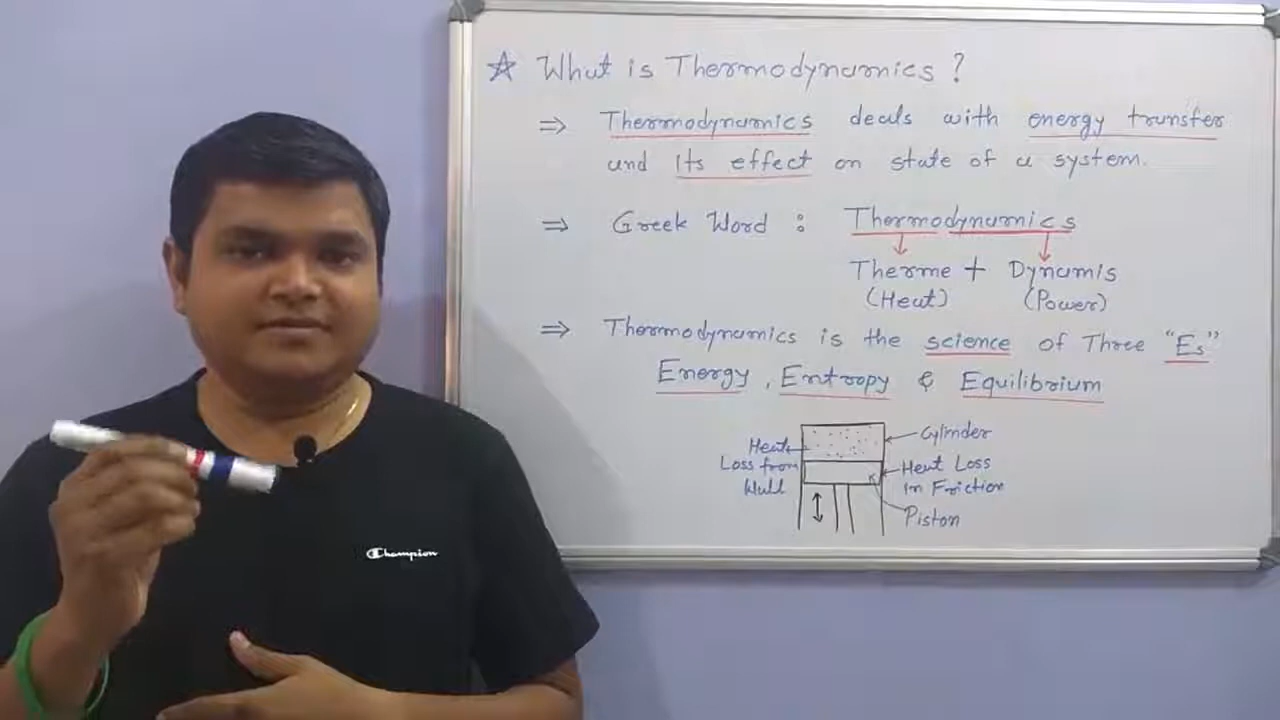 ☆ What is Thermodynamics ?
⇒ Thermodynamics deals with energy transfer
and Its effect on state of a system.
⇒ Greek Word : Thermodynamics
Therme + Dynamis
(Heat) (Power)
⇒ Thermodynamics is the science of Three "Es"
Energy, Entropy & Equilibrium
Cylinder
Heat
Loss from
Wall
Heat Loss
In Friction
Piston
Champion